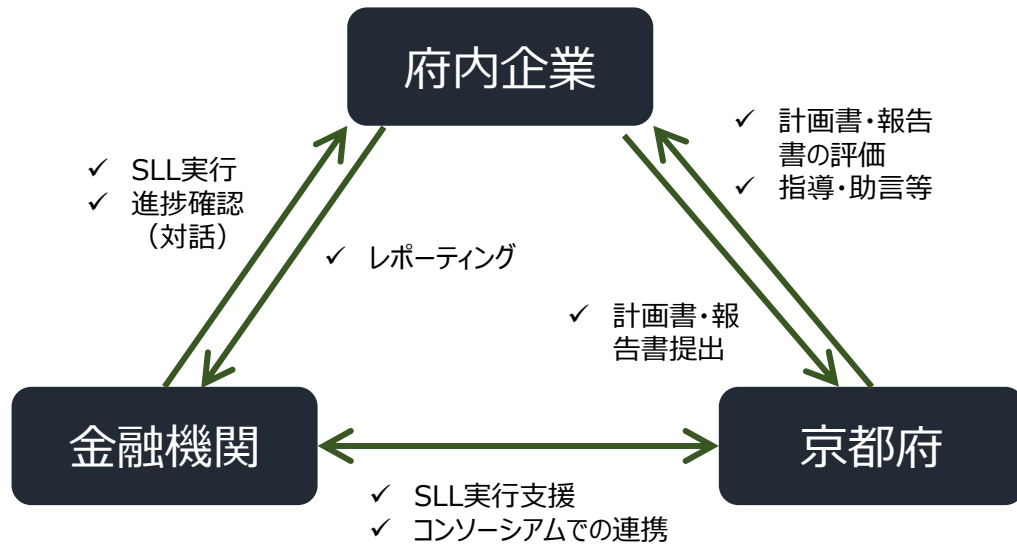 府内企業
✓ SLL実行
✓ 進捗確認
（対話）
✓ レポーティング
✓ 計画書・報告
書の評価
✓ 指導・助言等
✓ 計画書・報
告書提出
金融機関
京都府
✓ SLL実行支援
✓ コンソーシアムでの連携